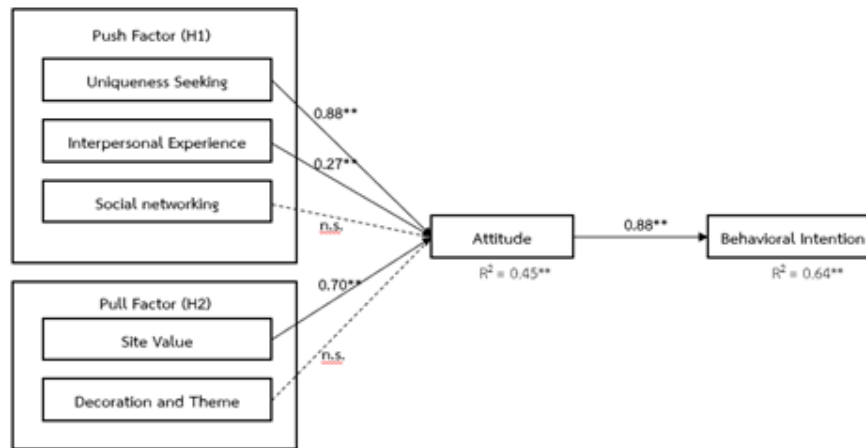 Push Factor (H1)
Uniqueness Seeking
0.88**
Interpersonal Experience
0.27**
Social networking
n.s.
Attitude
0.88**
Behavioral Intention
R² = 0.45**
R² = 0.64**
Pull Factor (H2)
0.70**
Site Value
n.s.
Decoration and Theme